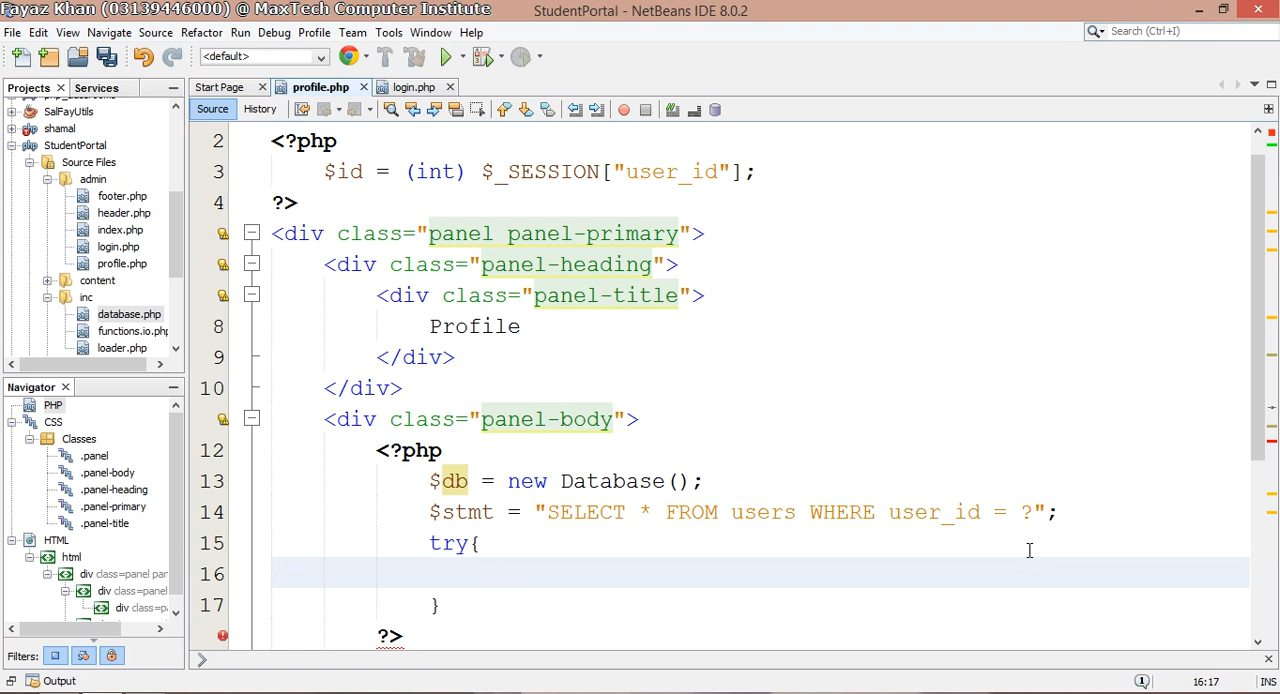 Fayaz Khan (03139446000) @ MaxTech Computer Institute
StudentPortal - NetBeans IDE 8.0.2
File Edit View Navigate Source Refactor Run Debug Profile Team Tools Window Help
Search (Ctrl+I)
<default>
Projects Services
Start Page profile.php login.php
Source History
SalFayUtils
shamal
StudentPortal
Source Files
admin
footer.php
header.php
index.php
login.php
profile.php
content
inc
database.php
functions.io.php
loader.php
Navigator
PHP
CSS
Classes
.panel
.panel-body
.panel-heading
.panel-primary
.panel-title
HTML
html
div class=panel pan
div class=pa
div class=
Filters:
Output
2 <?php
3 $id = (int) $_SESSION["user_id"];
4 ?>
<div class="panel panel-primary">
<div class="panel-heading">
<div class="panel-title">
8 Profile
9 </div>
10 </div>
<div class="panel-body">
12 <?php
13 $db = new Database();
14 $stmt = "SELECT * FROM users WHERE user_id = ?";
15 try{
16
17 }
?>
1 16:17 INS